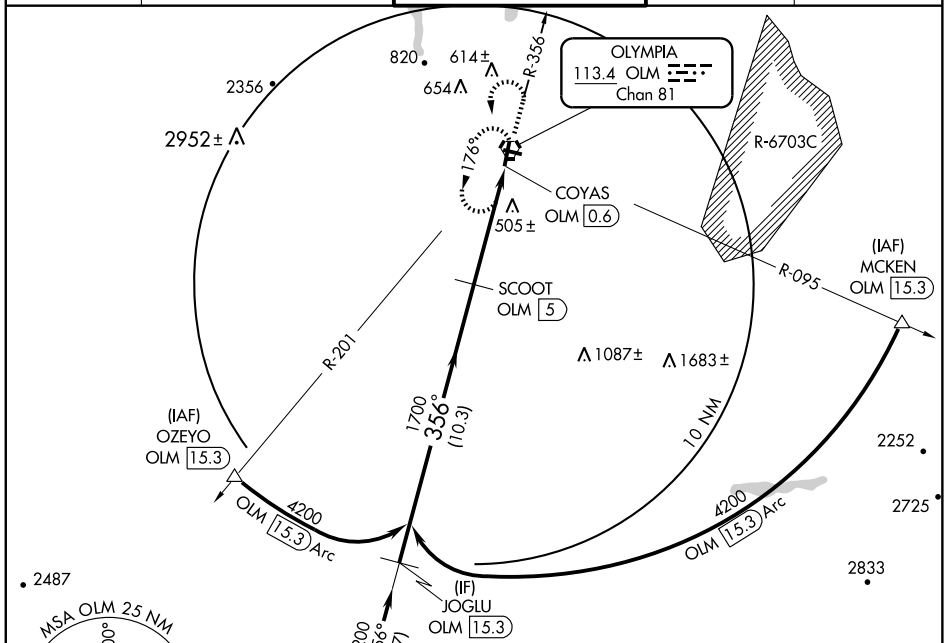 OLYMPIA
113.4 OLM
Chan 81
R-356
820
614±
654
2356
2952±
176°
R-6703C
COYAS
OLM 0.6
505±
(IAF)
MCKEN
OLM 15.3
R-095
SCOOT
OLM 5
R-201
1087±
1683±
1700
356°
(10.3)
10 NM
(IAF)
OZEYO
OLM 15.3
2252
4200
OLM 15.3 Arc
4200
OLM 15.3 Arc
2725
2487
2833
(IF)
JOGLU
OLM 15.3
MSA OLM 25 NM